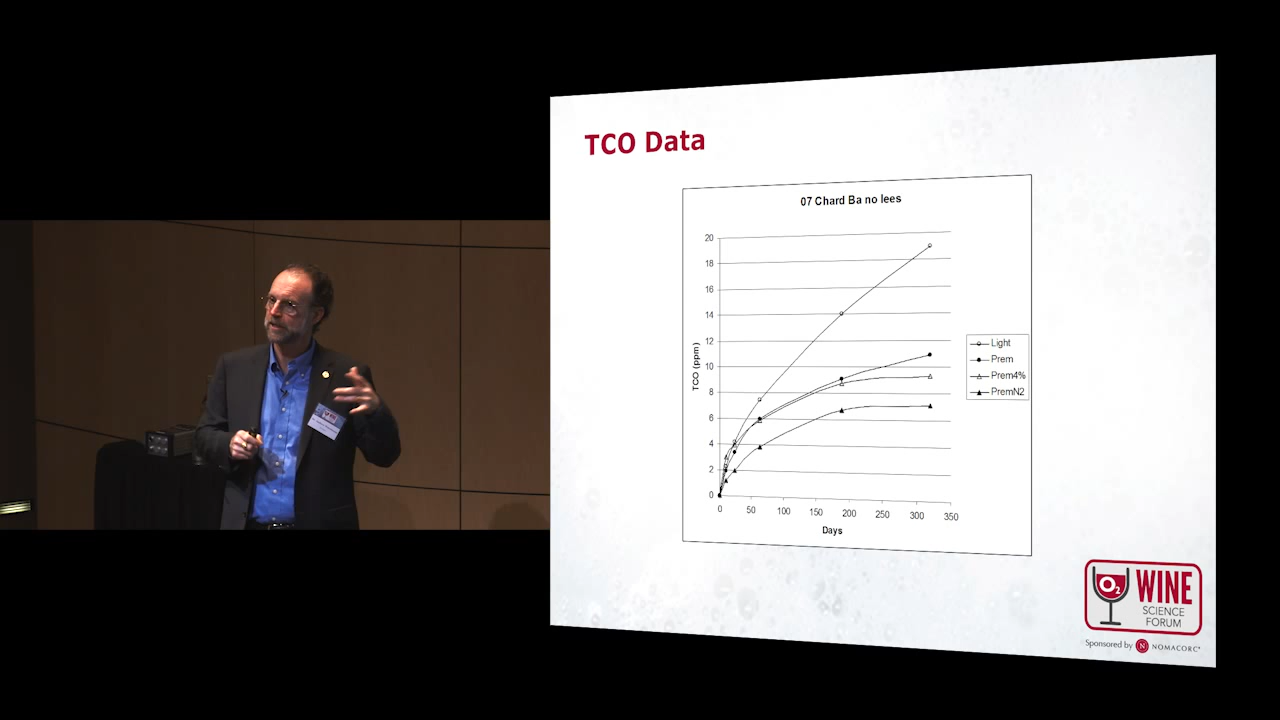 TCO Data
07 Chard Ba no lees
20
18
16
14
12
10
8
6
4
2
0
TCO (ppm)
0 50 100 150 200 250 300 350
Days
Light
Prem
Prem4%
PremN2
O2 WINE
SCIENCE
FORUM
Sponsored by N NOMACORC